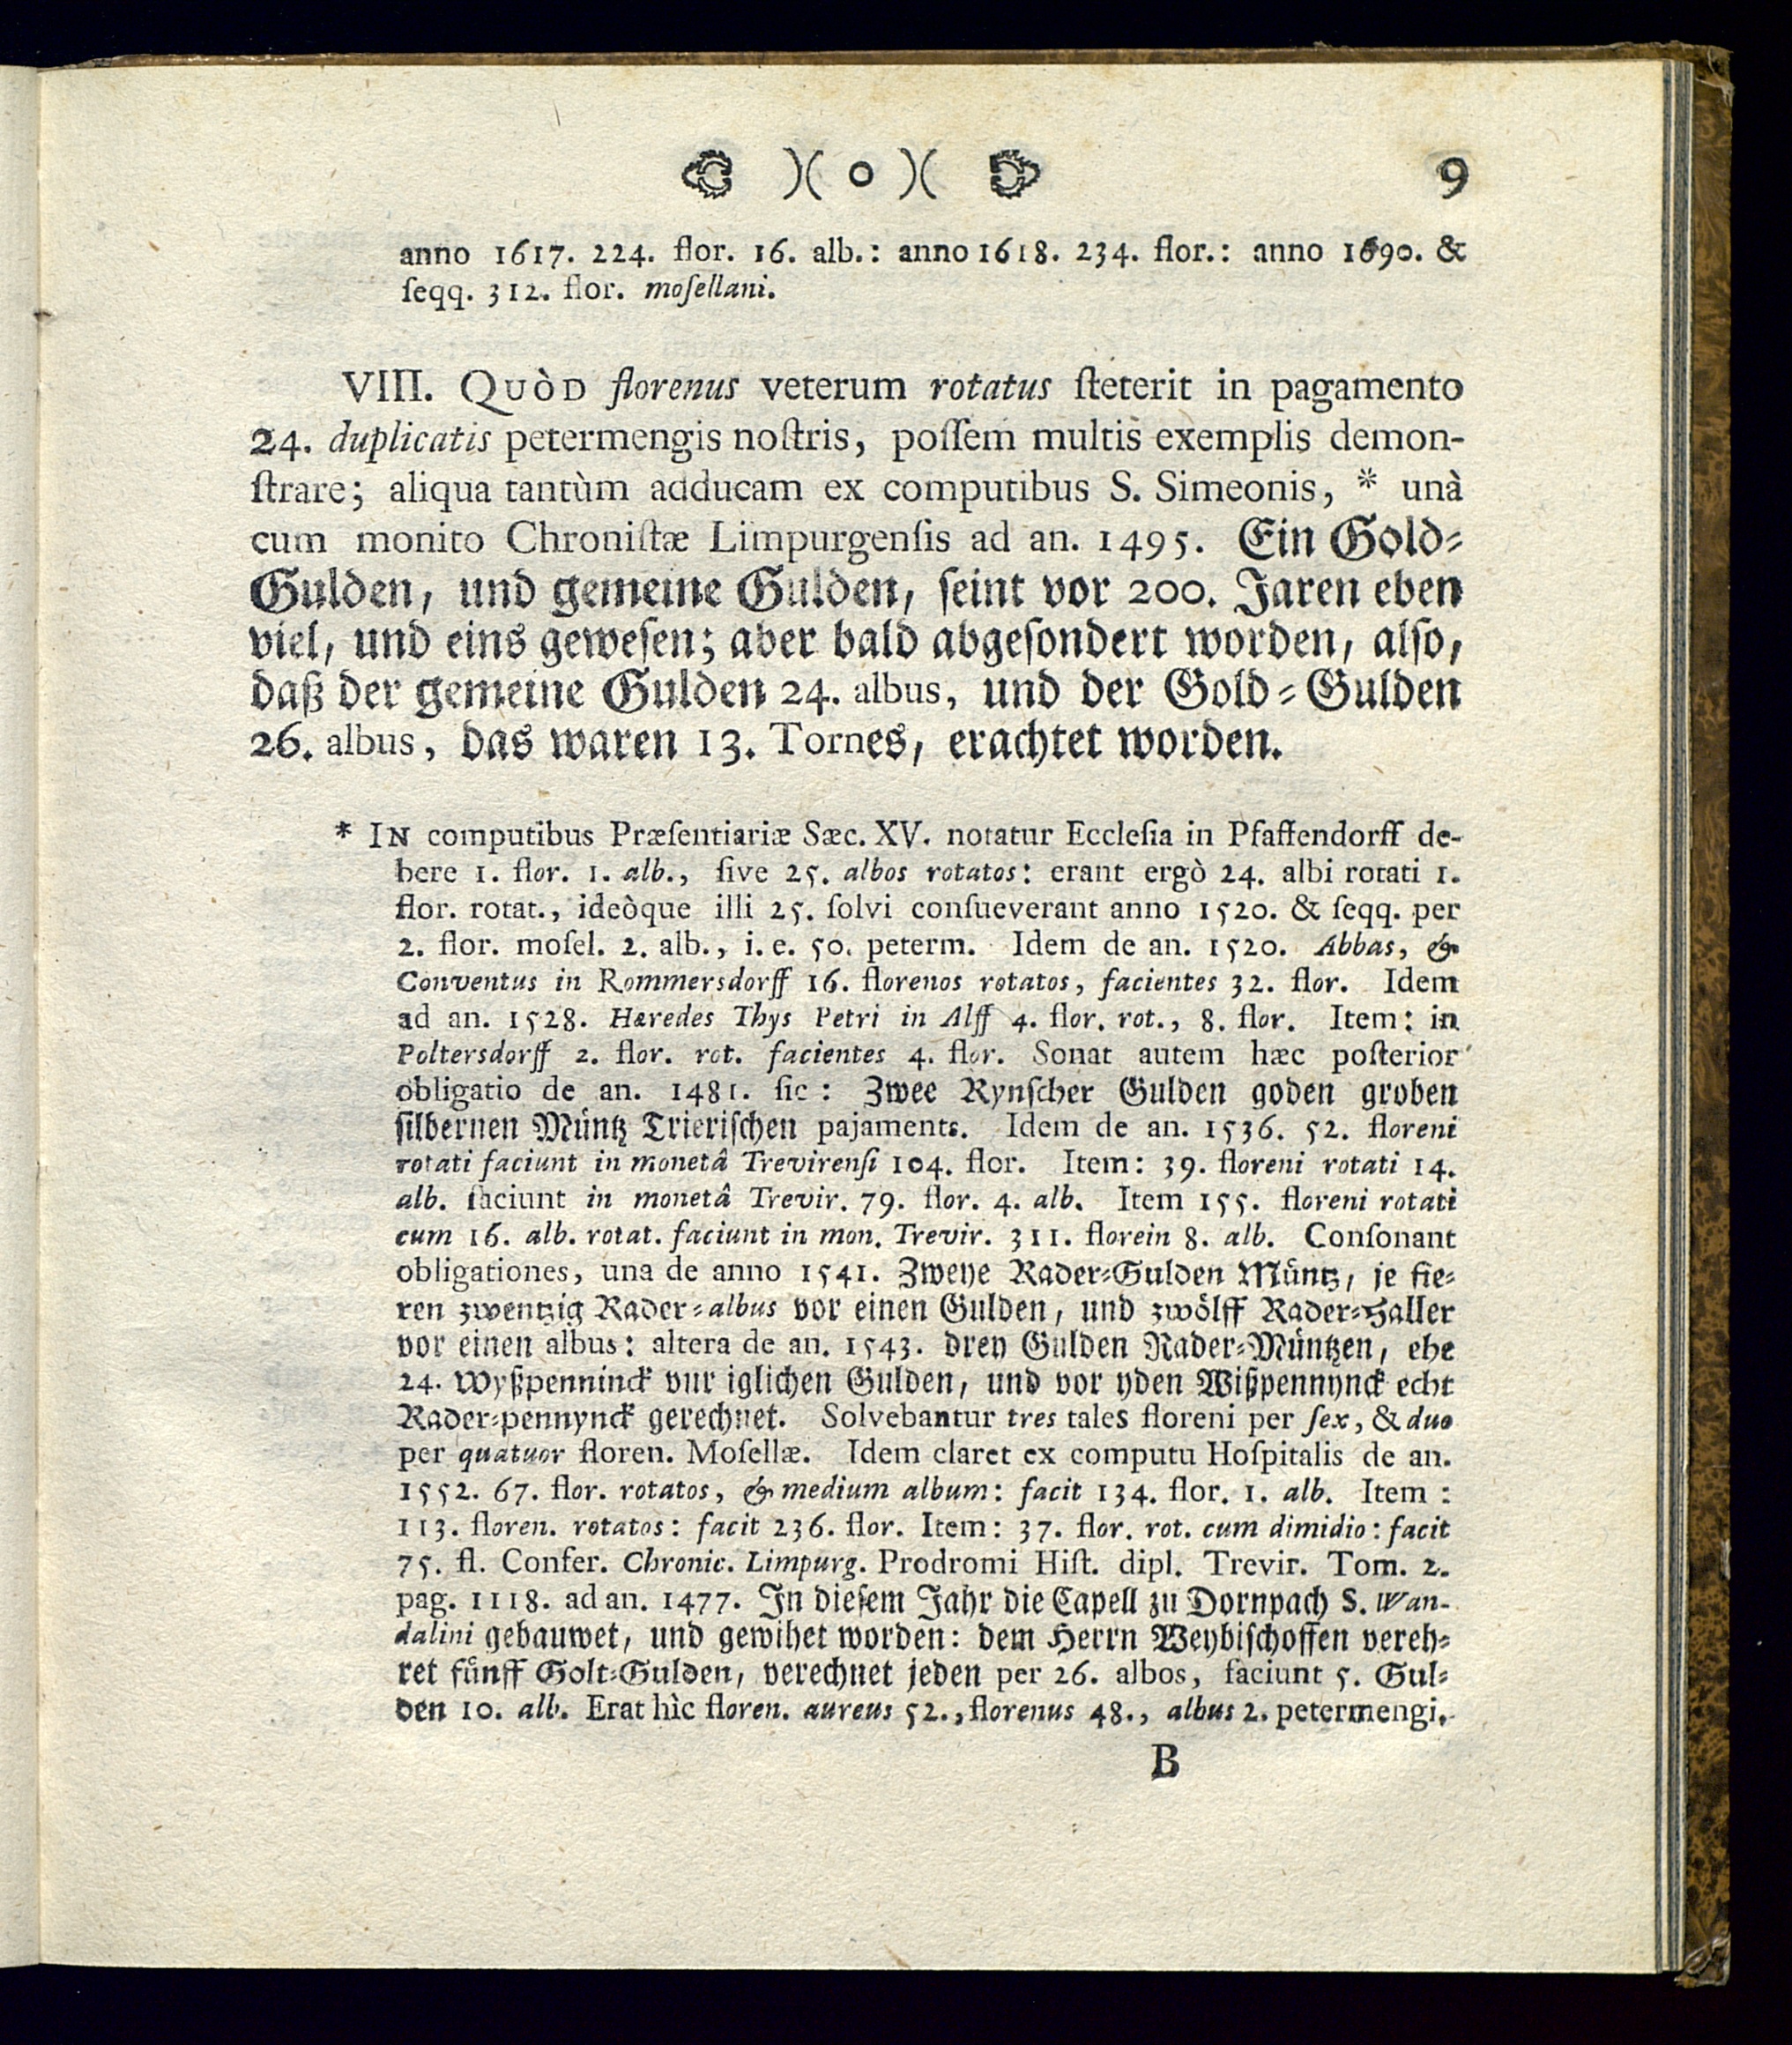 )( o )( 9
anno 1617. 224. flor. 16. alb.: anno 1618. 234. flor.: anno 1690. &
ſeqq. 312. flor. moſellani.
VIII. QUÒD florenus veterum rotatus ſteterit in pagamento
24. duplicatis petermengis noſtris, poſſem multis exemplis demon-
ſtrare; aliqua tantùm adducam ex computibus S. Simeonis, * unà
cum monito Chroniſtæ Limpurgenſis ad an. 1495. Ein Gold-
Gulden, und gemeine Gulden, ſeint vor 200. Jaren eben
viel, und eins geweſen; aber bald abgeſondert worden, alſo,
daß der gemeine Gulden 24. albus, und der Gold-Gulden
26. albus, das waren 13. Tornes, erachtet worden.
* IN computibus Præſentiariæ Sæc. XV. notatur Eccleſia in Pfaffendorff de-
bere 1. flor. 1. alb., ſive 25. albos rotatos: erant ergò 24. albi rotati 1.
flor. rotat., ideòque illi 25. ſolvi conſueverant anno 1520. & ſeqq. per
2. flor. moſel. 2. alb., i. e. 50. peterm. Idem de an. 1520. Abbas, &
Conventus in Rommersdorff 16. florenos rotatos, facientes 32. flor. Idem
ad an. 1528. Hæredes Thys Petri in Alff 4. flor. rot., 8. flor. Item: in
Poltersdorff 2. flor. rot. facientes 4. flor. Sonat autem hæc poſterior
obligatio de an. 1481. ſic: Zwee Rynſcher Gulden goden groben
ſilbernen Müntz Trieriſchen pajaments. Idem de an. 1536. 52. floreni
rotati faciunt in monetâ Trevirenſi 104. flor. Item: 39. floreni rotati 14.
alb. faciunt in monetâ Trevir. 79. flor. 4. alb. Item 155. floreni rotati
cum 16. alb. rotat. faciunt in mon. Trevir. 311. florein 8. alb. Conſonant
obligationes, una de anno 1541. Zweye Rader-Gulden Müntz, je fie-
ren zwentzig Rader-albus vor einen Gulden, und zwölff Rader-Haller
vor einen albus: altera de an. 1543. drey Gulden Rader-Müntzen, ehe
24. Wyßpenninck vur iglichen Gulden, und vor yden Wißpennynck echt
Rader-pennynck gerechnet. Solvebantur tres tales floreni per ſex, & duo
per quatuor floren. Moſellæ. Idem claret ex computu Hoſpitalis de an.
1552. 67. flor. rotatos, & medium album: facit 134. flor. 1. alb. Item:
113. floren. rotatos: facit 236. flor. Item: 37. flor. rot. cum dimidio: facit
75. fl. Confer. Chronic. Limpurg. Prodromi Hiſt. dipl. Trevir. Tom. 2.
pag. 1118. ad an. 1477. In dieſem Jahr die Capell zu Dornpach S. Wan-
dalini gebauwet, und gewihet worden: dem Herrn Weybiſchoffen vereh-
ret fünff Golt-Gulden, verechnet jeden per 26. albos, faciunt 5. Gul-
den 10. alb. Erat hìc floren. aureus 52., florenus 48., albus 2. petermengi.
B